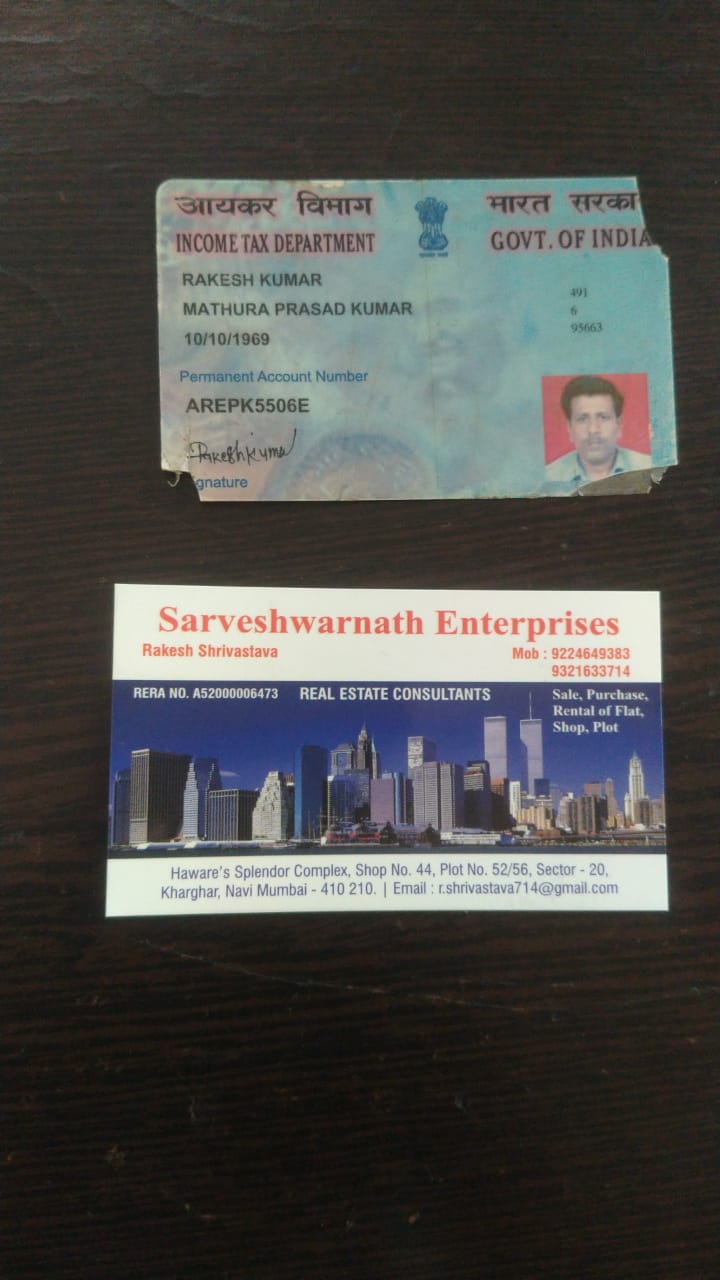 आयकर विभाग
INCOME TAX DEPARTMENT
भारत सरका
GOVT. OF INDIA
RAKESH KUMAR
MATHURA PRASAD KUMAR
10/10/1969
491
6
95663
Permanent Account Number
AREPK5506E
Rakesh Kumar
gnature
Sarveshwarnath Enterprises
Rakesh Shrivastava
Mob : 9224649383
9321633714
RERA NO. A52000006473
REAL ESTATE CONSULTANTS
Sale, Purchase,
Rental of Flat,
Shop, Plot
Haware's Splendor Complex, Shop No. 44, Plot No. 52/56, Sector - 20,
Kharghar, Navi Mumbai - 410 210. | Email : r.shrivastava714@gmail.com